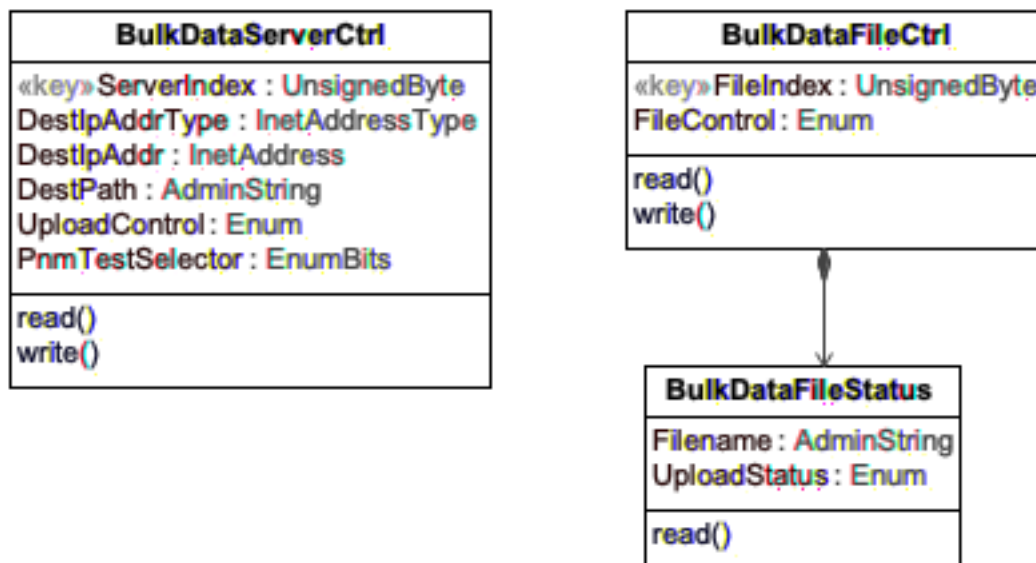 BulkDataServerCtrl
«key»ServerIndex : UnsignedByte
DestIpAddrType : InetAddressType
DestIpAddr : InetAddress
DestPath : AdminString
UploadControl : Enum
PnmTestSelector : EnumBits
read()
write()
BulkDataFileCtrl
«key»FileIndex : UnsignedByte
FileControl : Enum
read()
write()
BulkDataFileStatus
Filename : AdminString
UploadStatus : Enum
read()